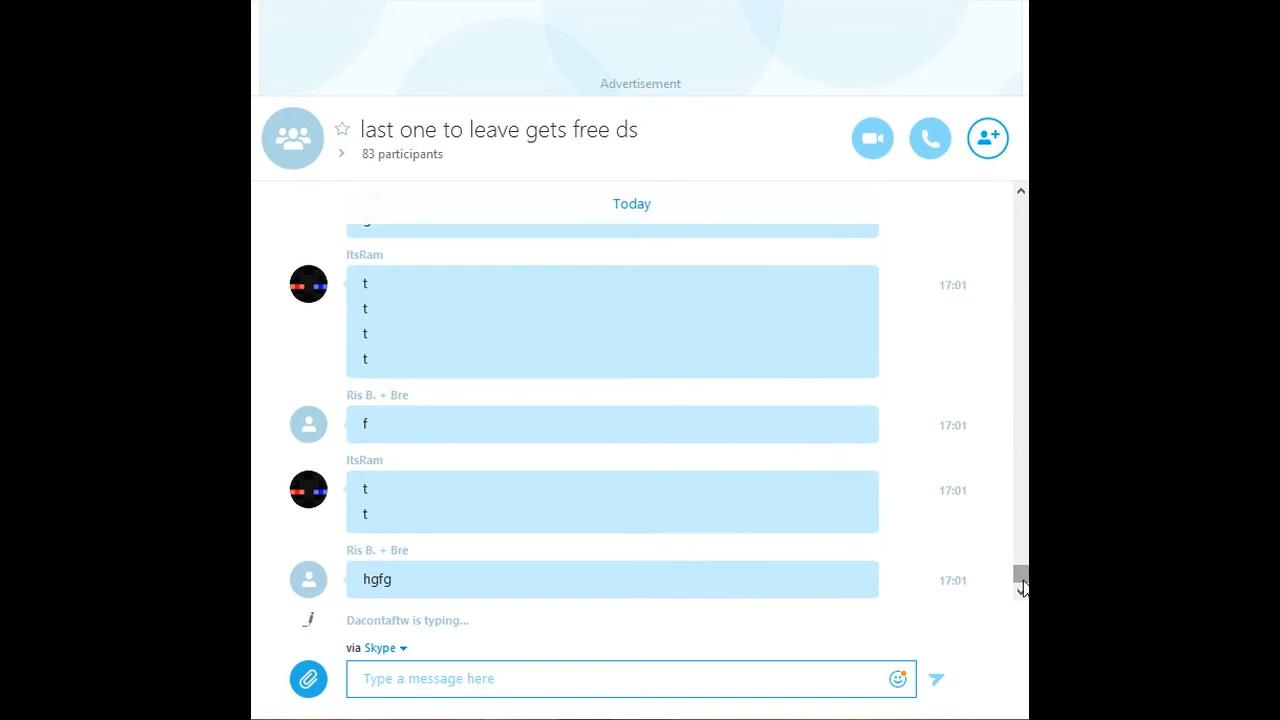 Advertisement
last one to leave gets free ds
83 participants
Today
ItsRam
t
17:01
t
t
t
Ris B. + Bre
f
17:01
ItsRam
t
17:01
t
Ris B. + Bre
hgfg
17:01
Dacontaftw is typing...
via Skype
Type a message here